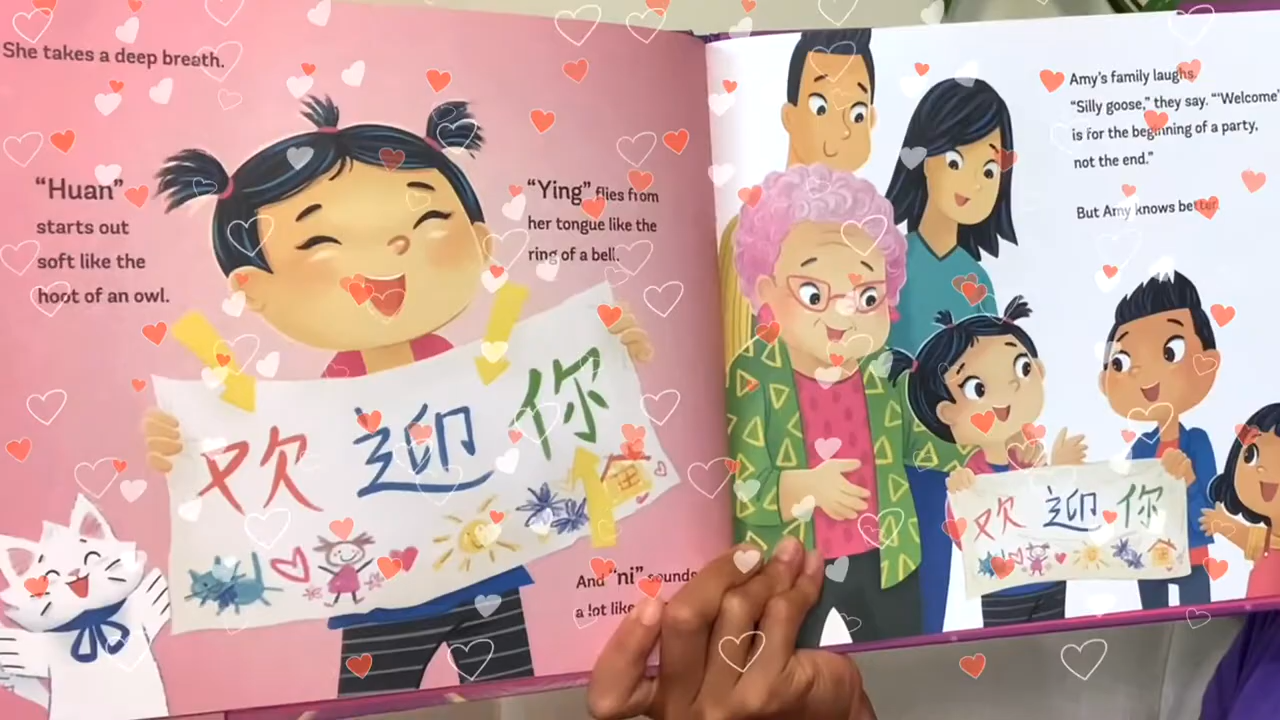 She takes a deep breath.
“Huan”
starts out
soft like the
hoot of an owl.
“Ying” flies from
her tongue like the
ring of a bell.
欢迎你
And “ni” sounds
a lot like
Amy’s family laughs.
“Silly goose,” they say. “‘Welcome’
is for the beginning of a party,
not the end.”
But Amy knows better.
欢迎你